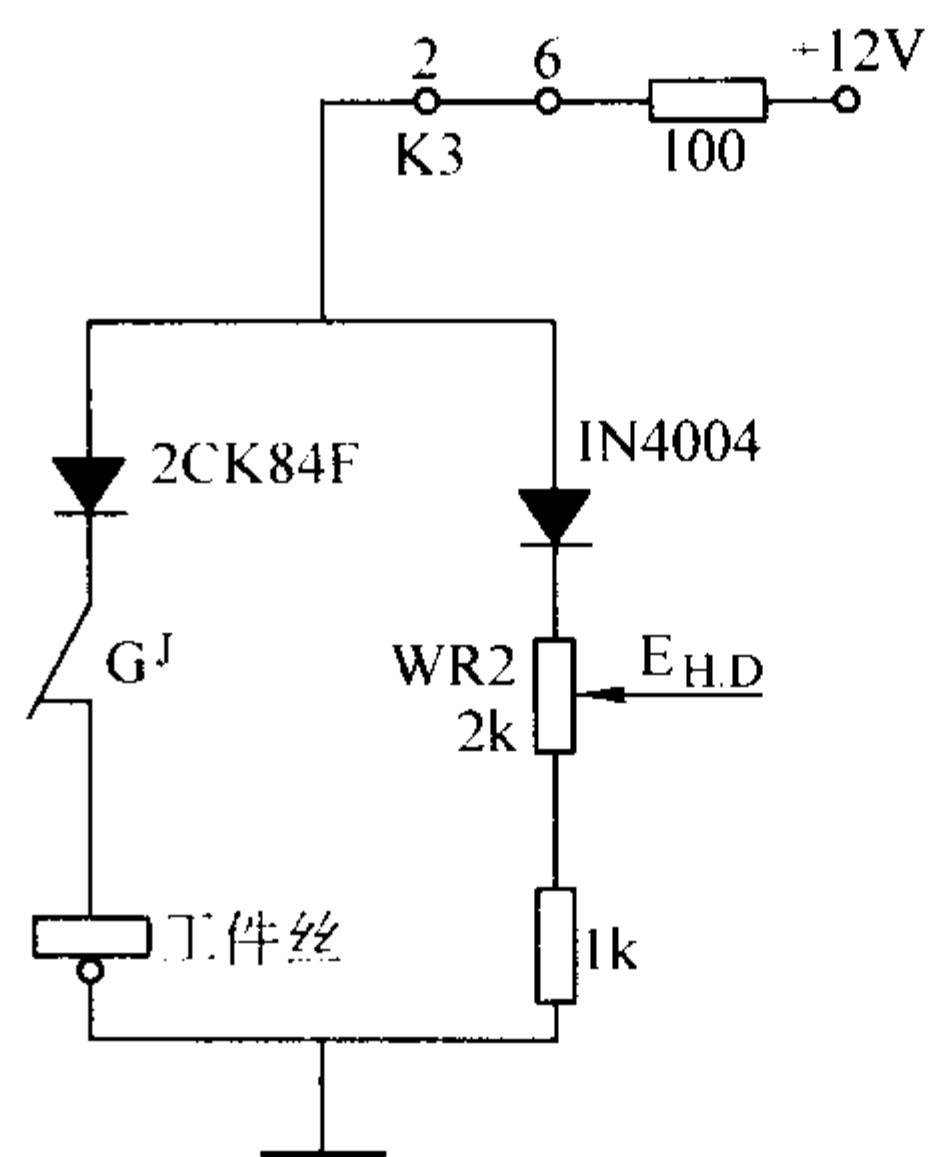 2 6 +12V
K3 100
2CK84F
IN4004
G^J
WR2
2k
E_H.D
工件丝
1k